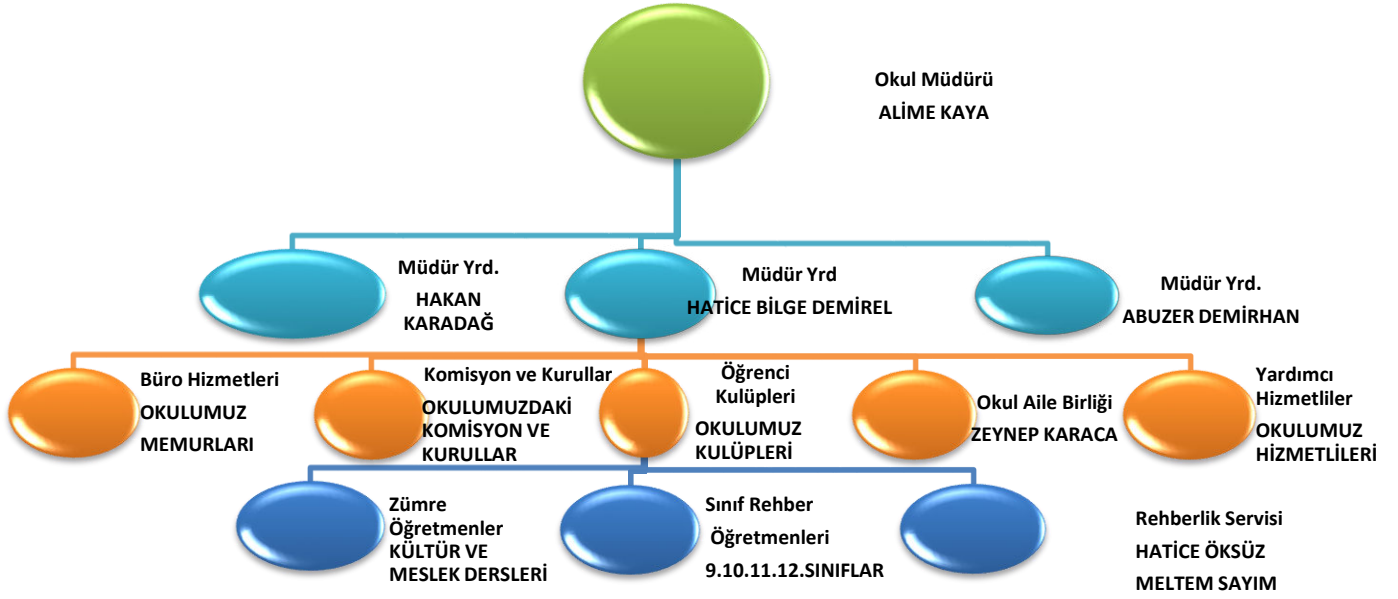 Okul Müdürü
ALİME KAYA
Müdür Yrd.
HAKAN
KARADAĞ
Müdür Yrd
HATİCE BİLGE DEMİREL
Müdür Yrd.
ABUZER DEMİRHAN
Büro Hizmetleri
OKULUMUZ
MEMURLARI
Komisyon ve Kurullar
OKULUMUZDAKİ
KOMİSYON VE
KURULLAR
Öğrenci
Kulüpleri
OKULUMUZ
KULÜPLERİ
Okul Aile Birliği
ZEYNEP KARACA
Yardımcı
Hizmetliler
OKULUMUZ
HİZMETLİLERİ
Zümre
Öğretmenler
KÜLTÜR VE
MESLEK DERSLERİ
Sınıf Rehber
Öğretmenleri
9.10.11.12.SINIFLAR
Rehberlik Servisi
HATİCE ÖKSÜZ
MELTEM SAYIM